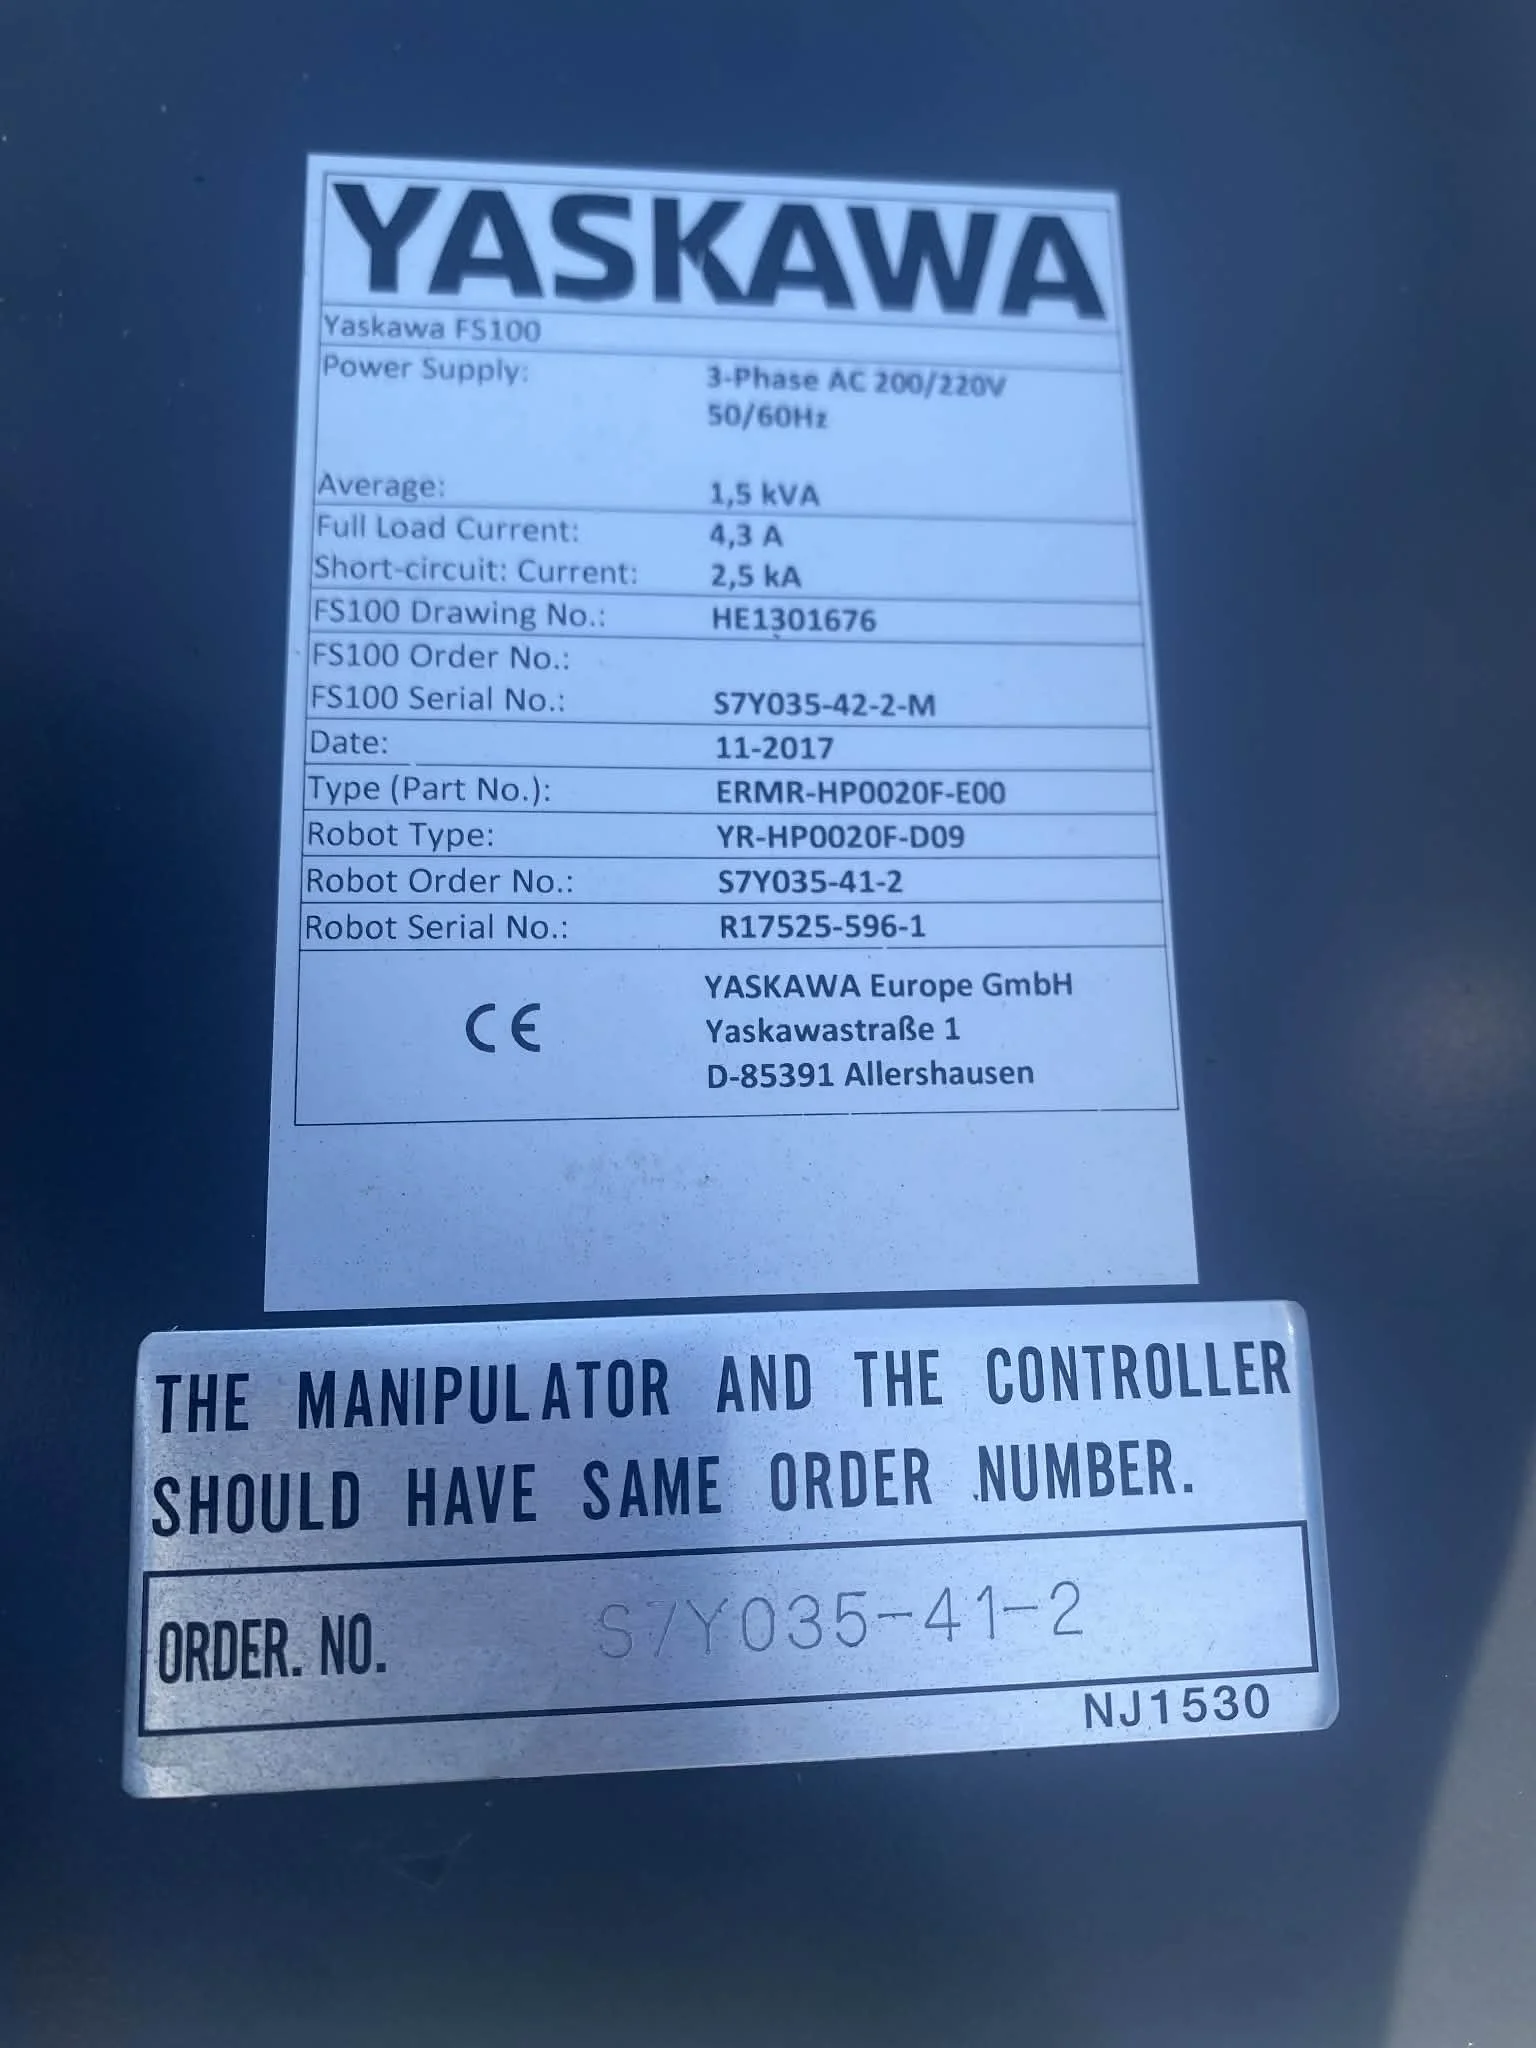 YASKAWA
Yaskawa FS100
Power Supply: 3-Phase AC 200/220V
50/60Hz
Average: 1,5 kVA
Full Load Current: 4,3 A
Short-circuit: Current: 2,5 kA
FS100 Drawing No.: HE1301676
FS100 Order No.:
FS100 Serial No.: S7Y035-42-2-M
Date: 11-2017
Type (Part No.): ERMR-HP0020F-E00
Robot Type: YR-HP0020F-D09
Robot Order No.: S7Y035-41-2
Robot Serial No.: R17525-596-1
CE
YASKAWA Europe GmbH
Yaskawastraße 1
D-85391 Allershausen
THE MANIPULATOR AND THE CONTROLLER
SHOULD HAVE SAME ORDER NUMBER.
ORDER. NO. S7Y035-41-2
NJ1530